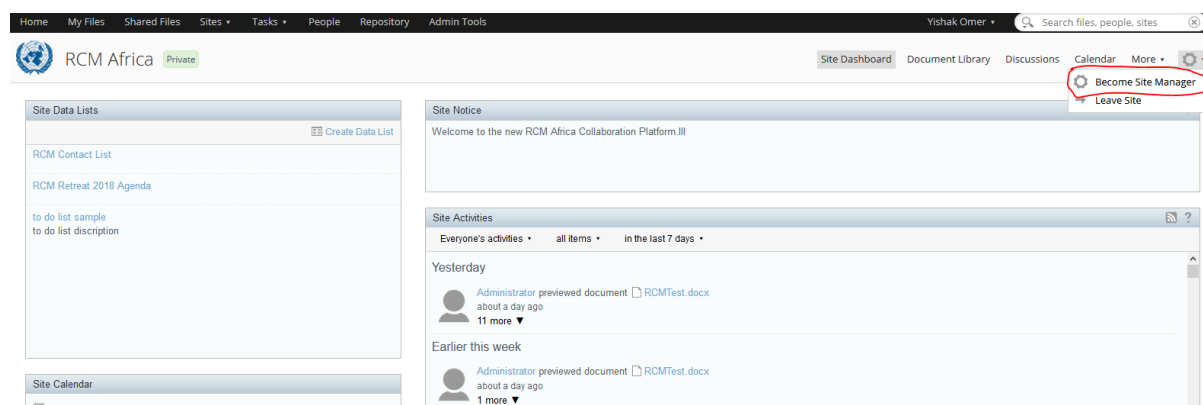 Home My Files Shared Files Sites Tasks People Repository Admin Tools Yishak Omer Search files, people, sites
RCM Africa Private Site Dashboard Document Library Discussions Calendar More
Become Site Manager
Leave Site
Site Data Lists
Create Data List
RCM Contact List
RCM Retreat 2018 Agenda
to do list sample
to do list discription
Site Calendar
Site Notice
Welcome to the new RCM Africa Collaboration Platform.III
Site Activities ?
Everyone's activities all items in the last 7 days
Yesterday
Administrator previewed document RCMTest.docx
about a day ago
11 more ▼
Earlier this week
Administrator previewed document RCMTest.docx
about a day ago
1 more ▼